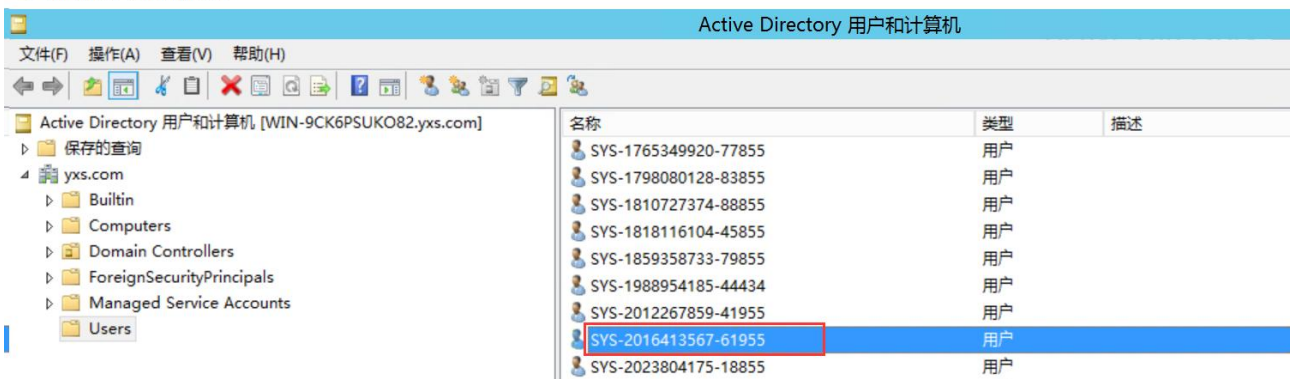 Active Directory 用户和计算机
文件(F) 操作(A) 查看(V) 帮助(H)
Active Directory 用户和计算机 [WIN-9CK6PSUKO82.yxs.com]
保存的查询
yxs.com
Builtin
Computers
Domain Controllers
ForeignSecurityPrincipals
Managed Service Accounts
Users
名称 类型 描述
SYS-1765349920-77855 用户
SYS-1798080128-83855 用户
SYS-1810727374-88855 用户
SYS-1818116104-45855 用户
SYS-1859358733-79855 用户
SYS-1988954185-44434 用户
SYS-2012267859-41955 用户
SYS-2016413567-61955 用户
SYS-2023804175-18855 用户